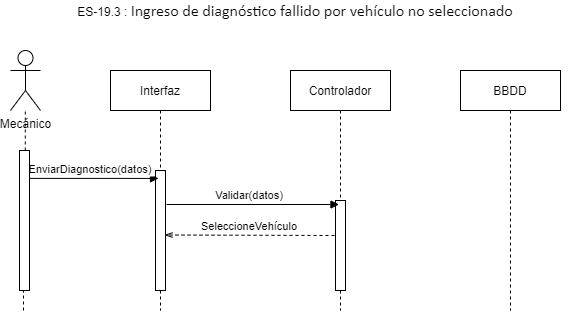 ES-19.3 : Ingreso de diagnóstico fallido por vehículo no seleccionado
Interfaz
Controlador
BBDD
Mecánico
EnviarDiagnostico(datos)
Validar(datos)
SeleccioneVehículo